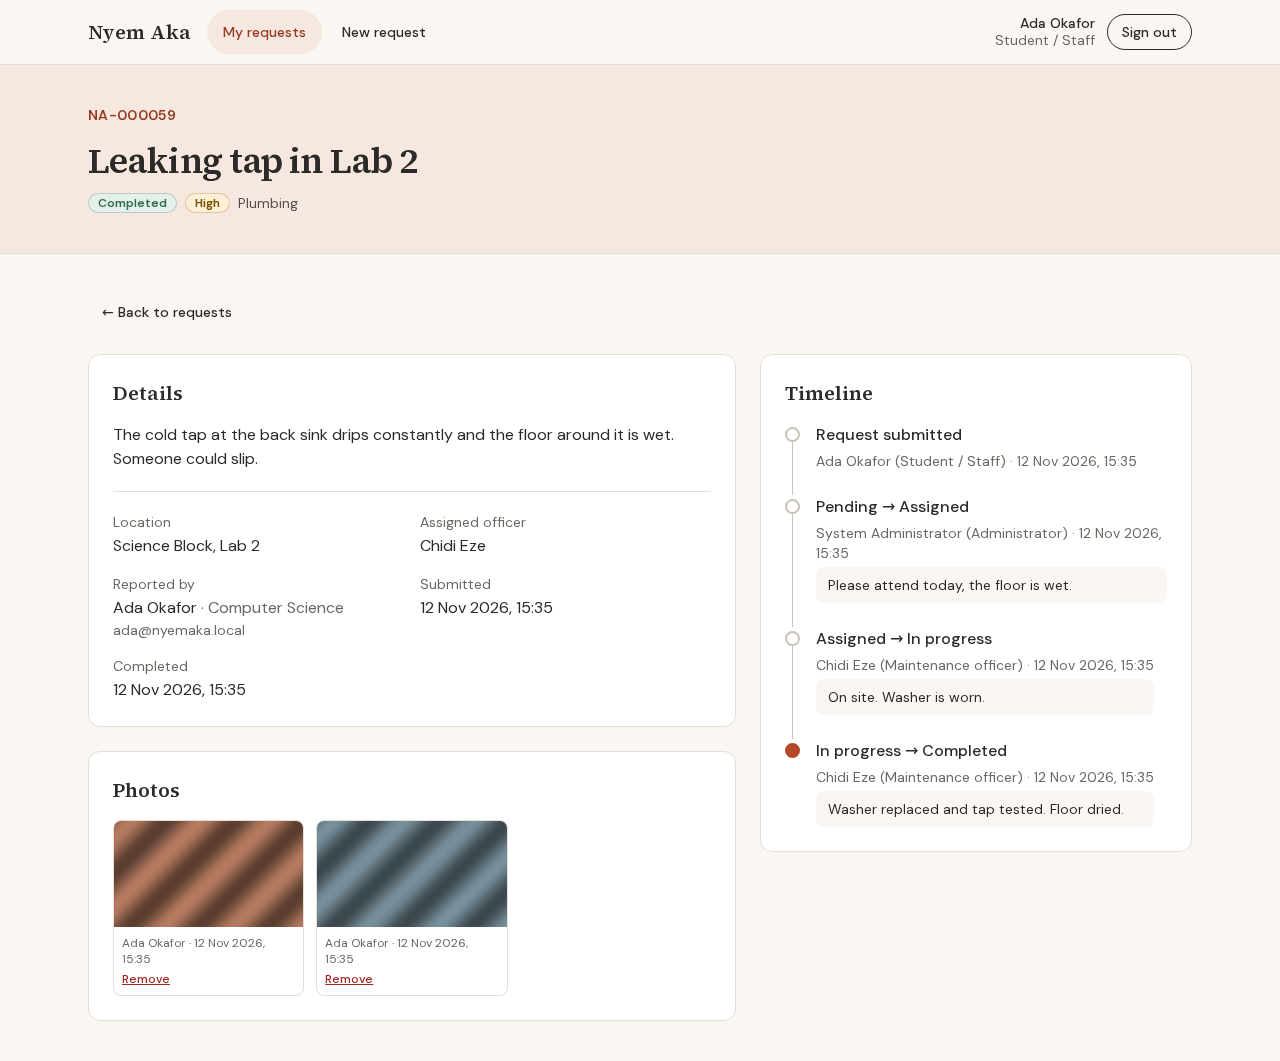 Nyem Aka
My requests
New request
Ada Okafor
Student / Staff
Sign out
NA-000059
Leaking tap in Lab 2
Completed
High
Plumbing
← Back to requests
Details
The cold tap at the back sink drips constantly and the floor around it is wet.
Someone could slip.
Location
Science Block, Lab 2
Assigned officer
Chidi Eze
Reported by
Ada Okafor · Computer Science
ada@nyemaka.local
Submitted
12 Nov 2026, 15:35
Completed
12 Nov 2026, 15:35
Photos
Ada Okafor · 12 Nov 2026,
15:35
Remove
Ada Okafor · 12 Nov 2026,
15:35
Remove
Timeline
Request submitted
Ada Okafor (Student / Staff) · 12 Nov 2026, 15:35
Pending → Assigned
System Administrator (Administrator) · 12 Nov 2026,
15:35
Please attend today, the floor is wet.
Assigned → In progress
Chidi Eze (Maintenance officer) · 12 Nov 2026, 15:35
On site. Washer is worn.
In progress → Completed
Chidi Eze (Maintenance officer) · 12 Nov 2026, 15:35
Washer replaced and tap tested. Floor dried.